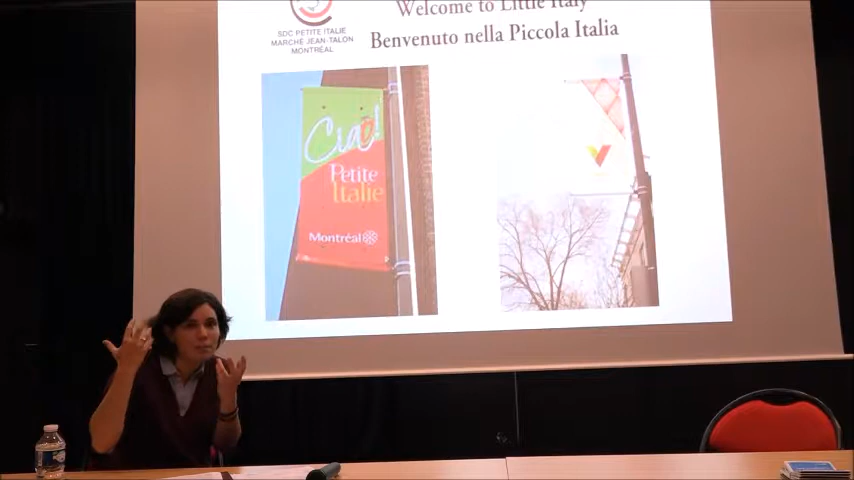 Welcome to Little Italy
SDC PETITE ITALIE
MARCHÉ JEAN-TALON
MONTRÉAL
Benvenuto nella Piccola Italia
Ciao!
Petite
Italie
Montréal